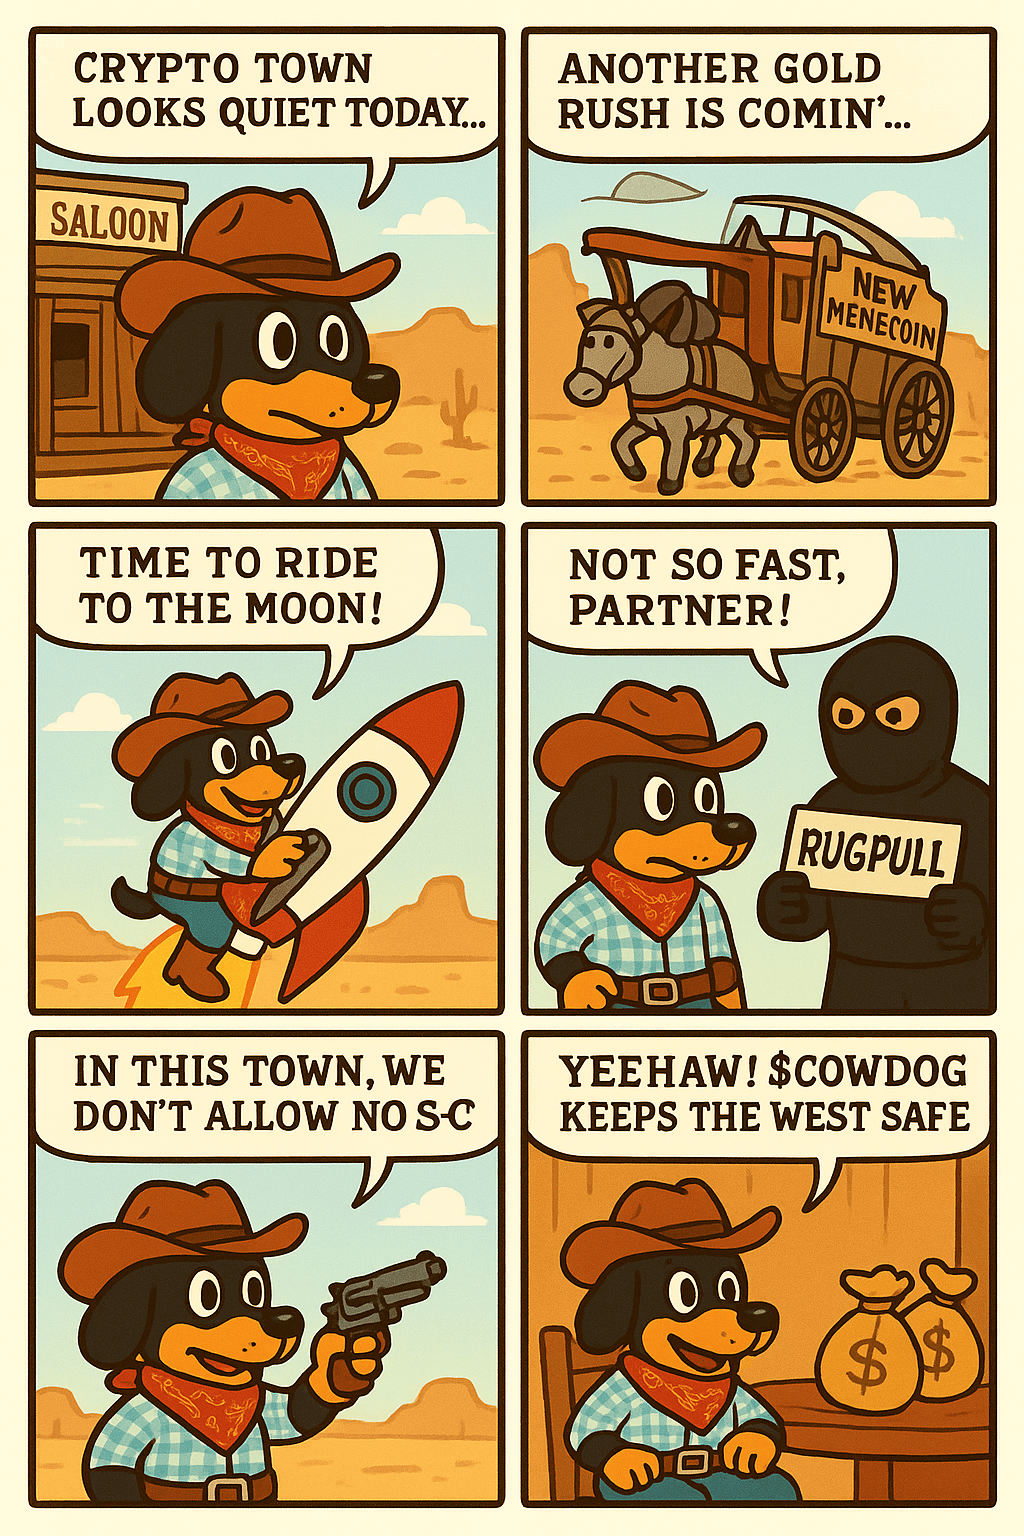 CRYPTO TOWN
LOOKS QUIET TODAY...
SALOON
ANOTHER GOLD
RUSH IS COMIN'...
NEW
MENECOIN
TIME TO RIDE
TO THE MOON!
NOT SO FAST,
PARTNER!
RUGPULL
IN THIS TOWN, WE
DON'T ALLOW NO S-C
YEEHAW! $COWDOG
KEEPS THE WEST SAFE
$
$